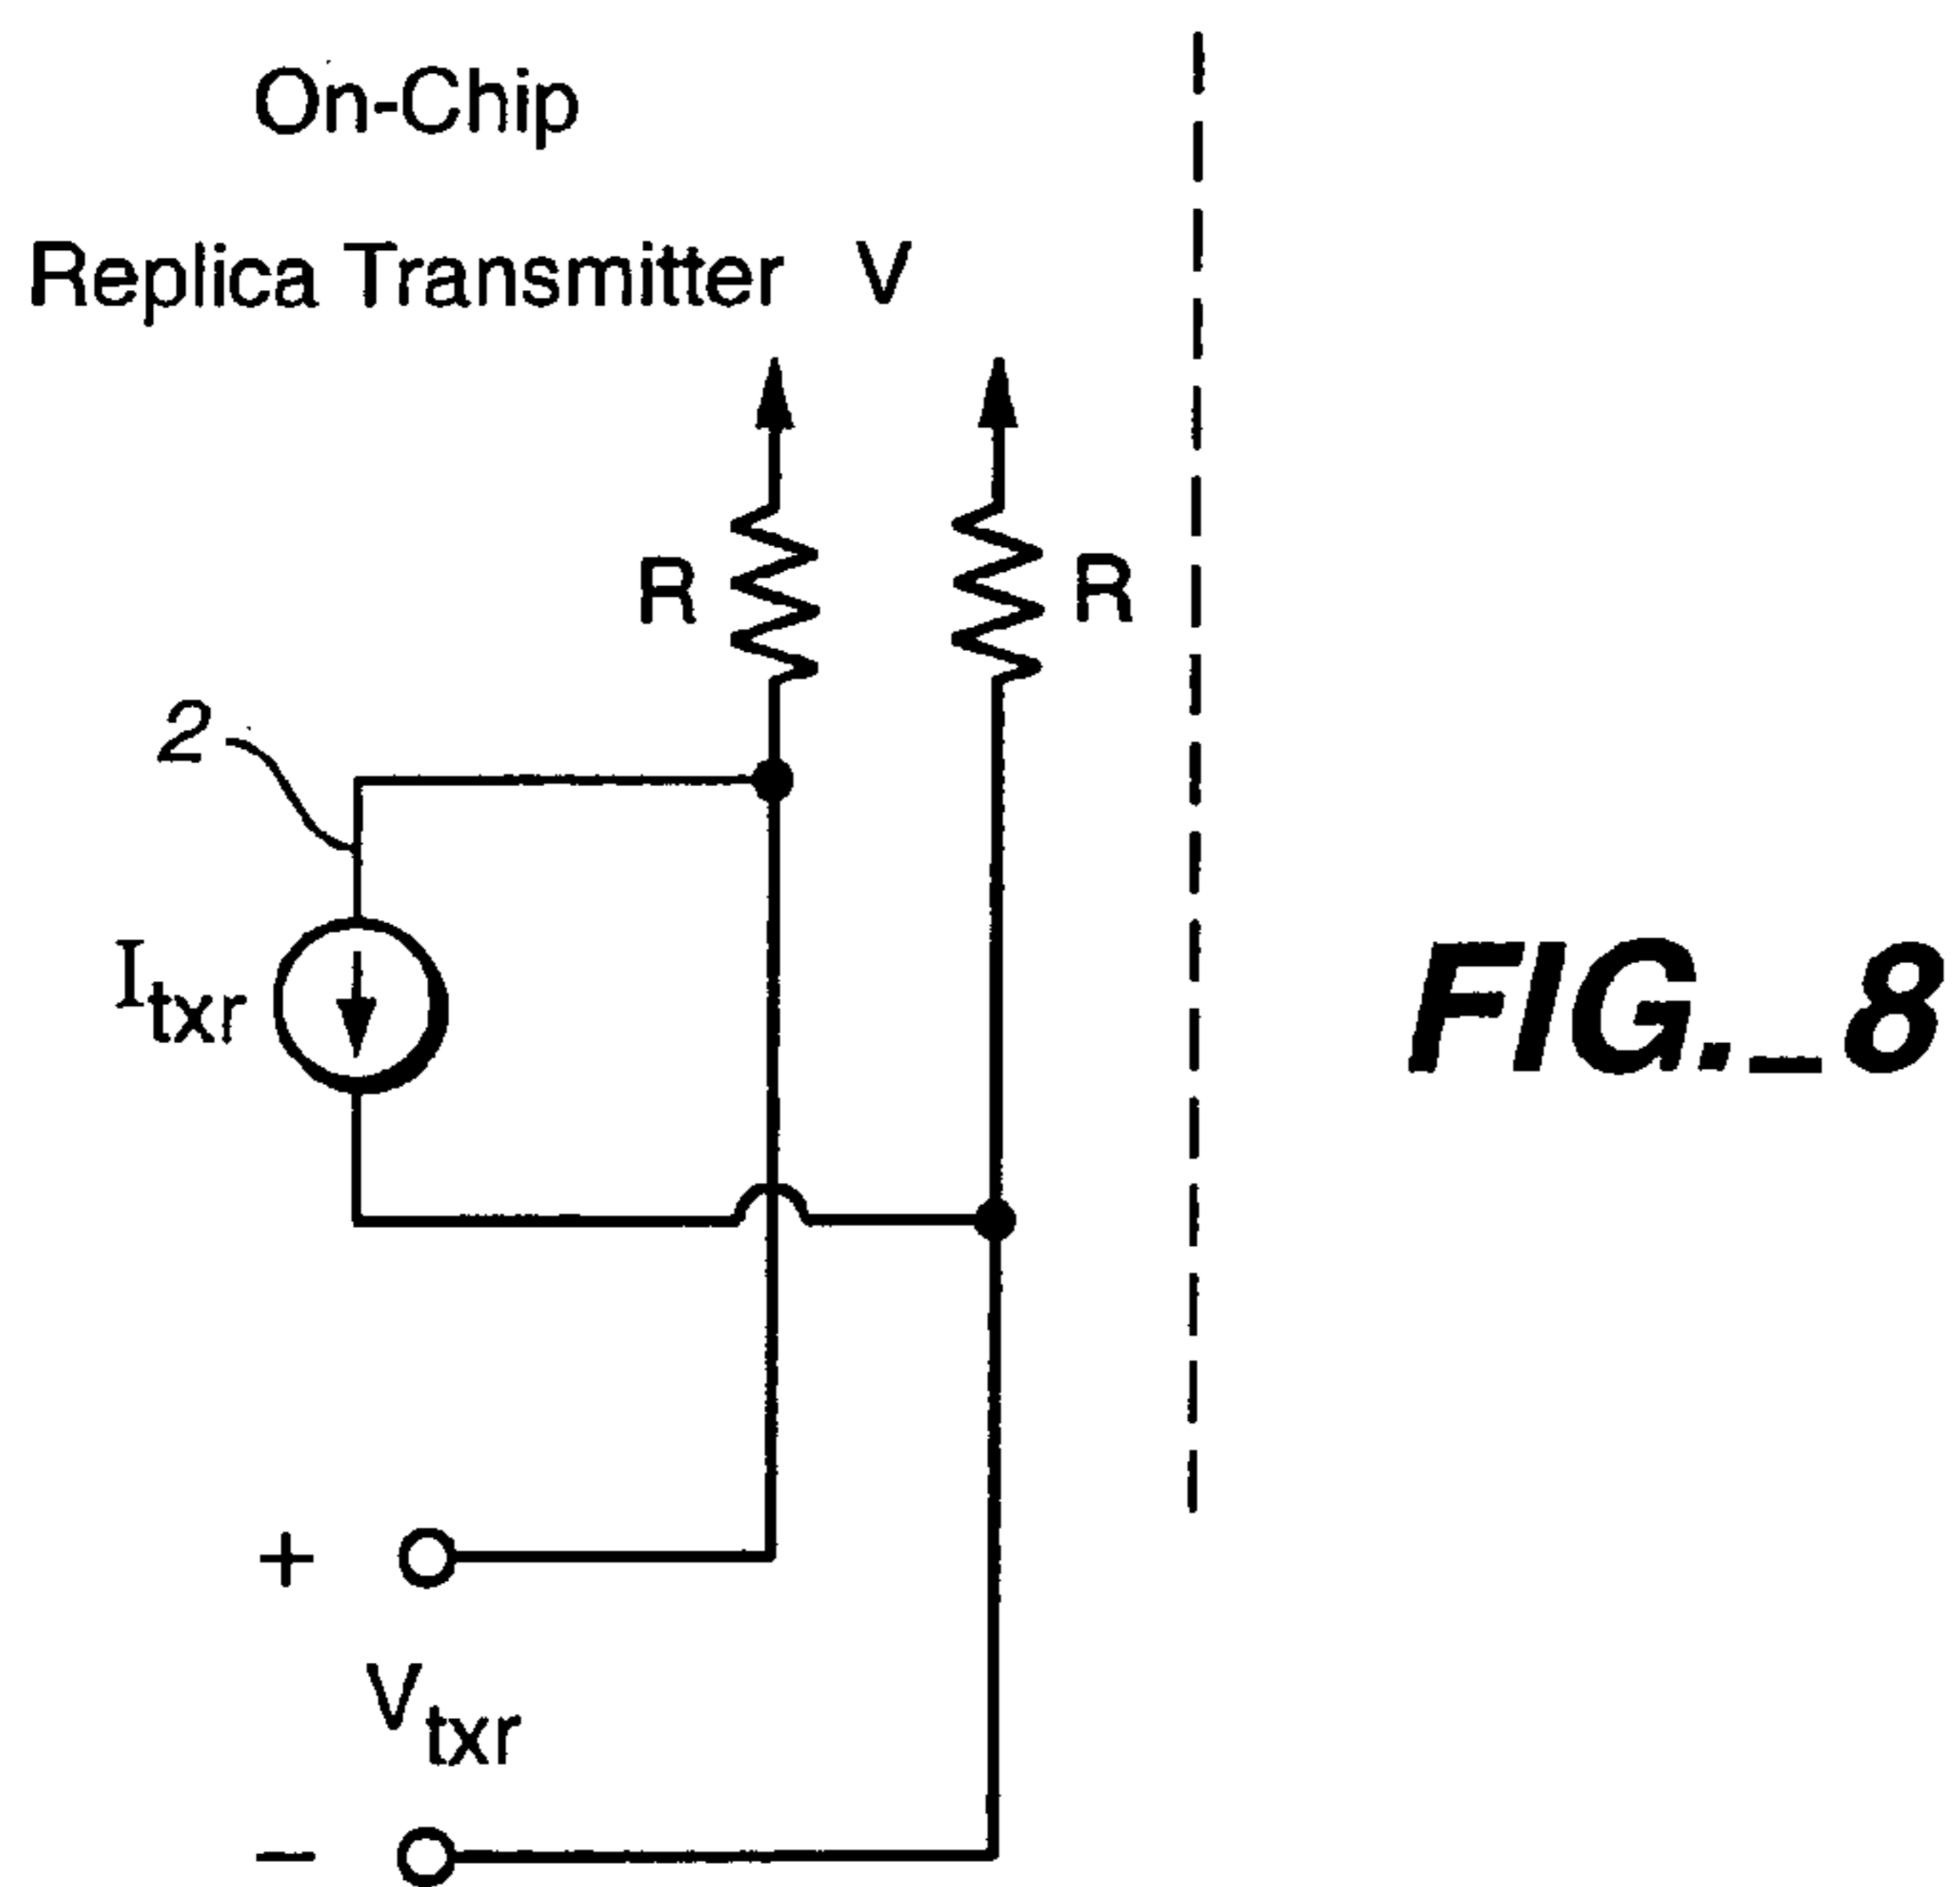 On-Chip
Replica Transmitter V
R R
2
Itxr
FIG._8
+
Vtxr
−